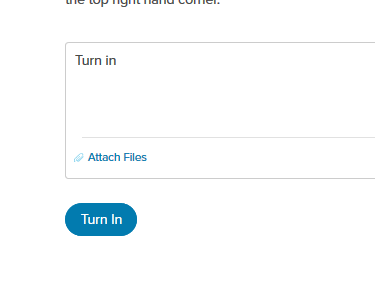 the top right hand corner.
Turn in
Attach Files
Turn In